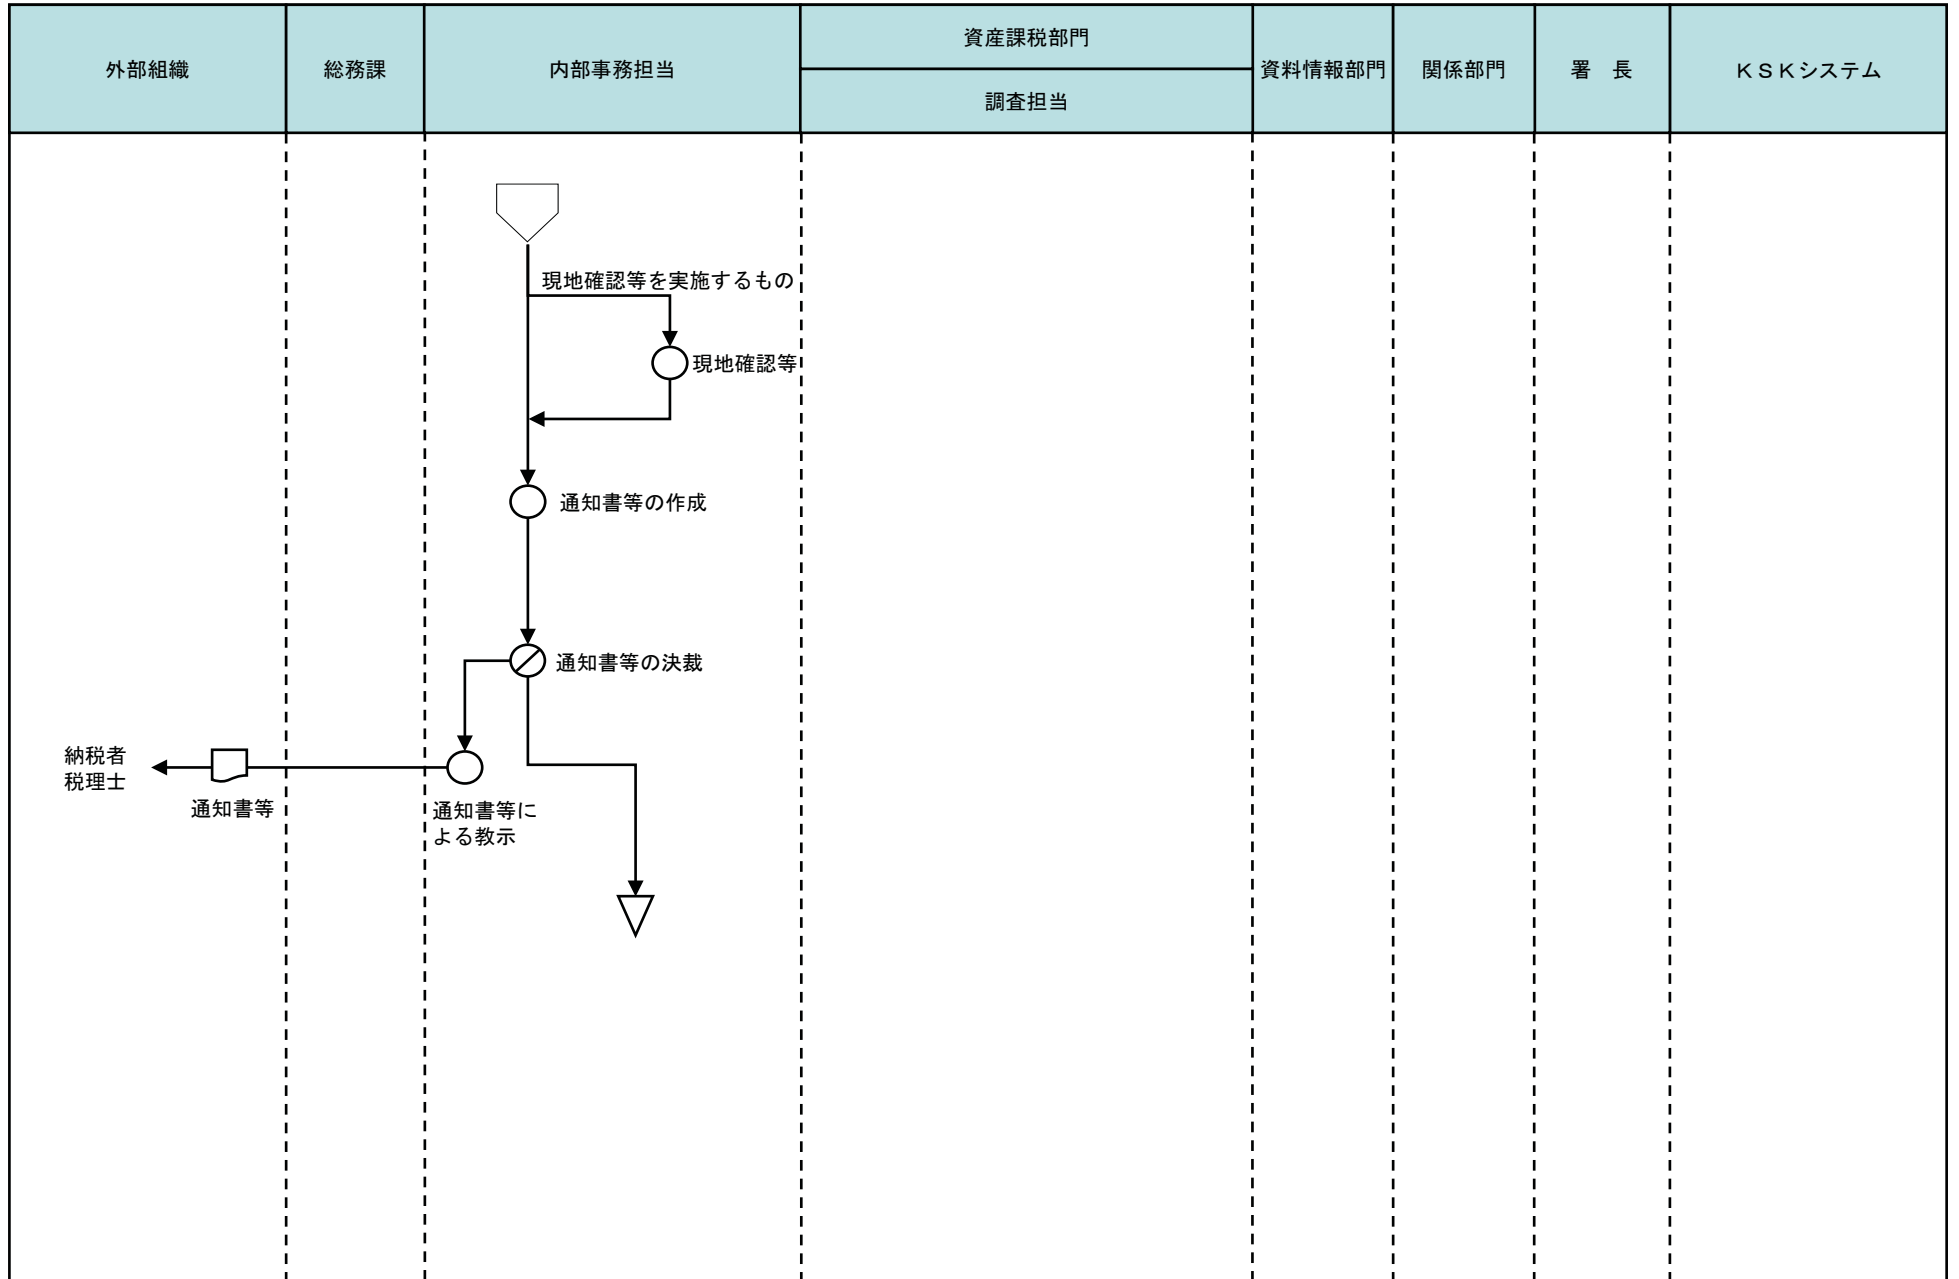 外部組織
総務課
内部事務担当
資産課税部門
調査担当
資料情報部門
関係部門
署　長
ＫＳＫシステム
現地確認等を実施するもの
現地確認等
通知書等の作成
通知書等の決裁
納税者
税理士
通知書等
通知書等に
よる教示